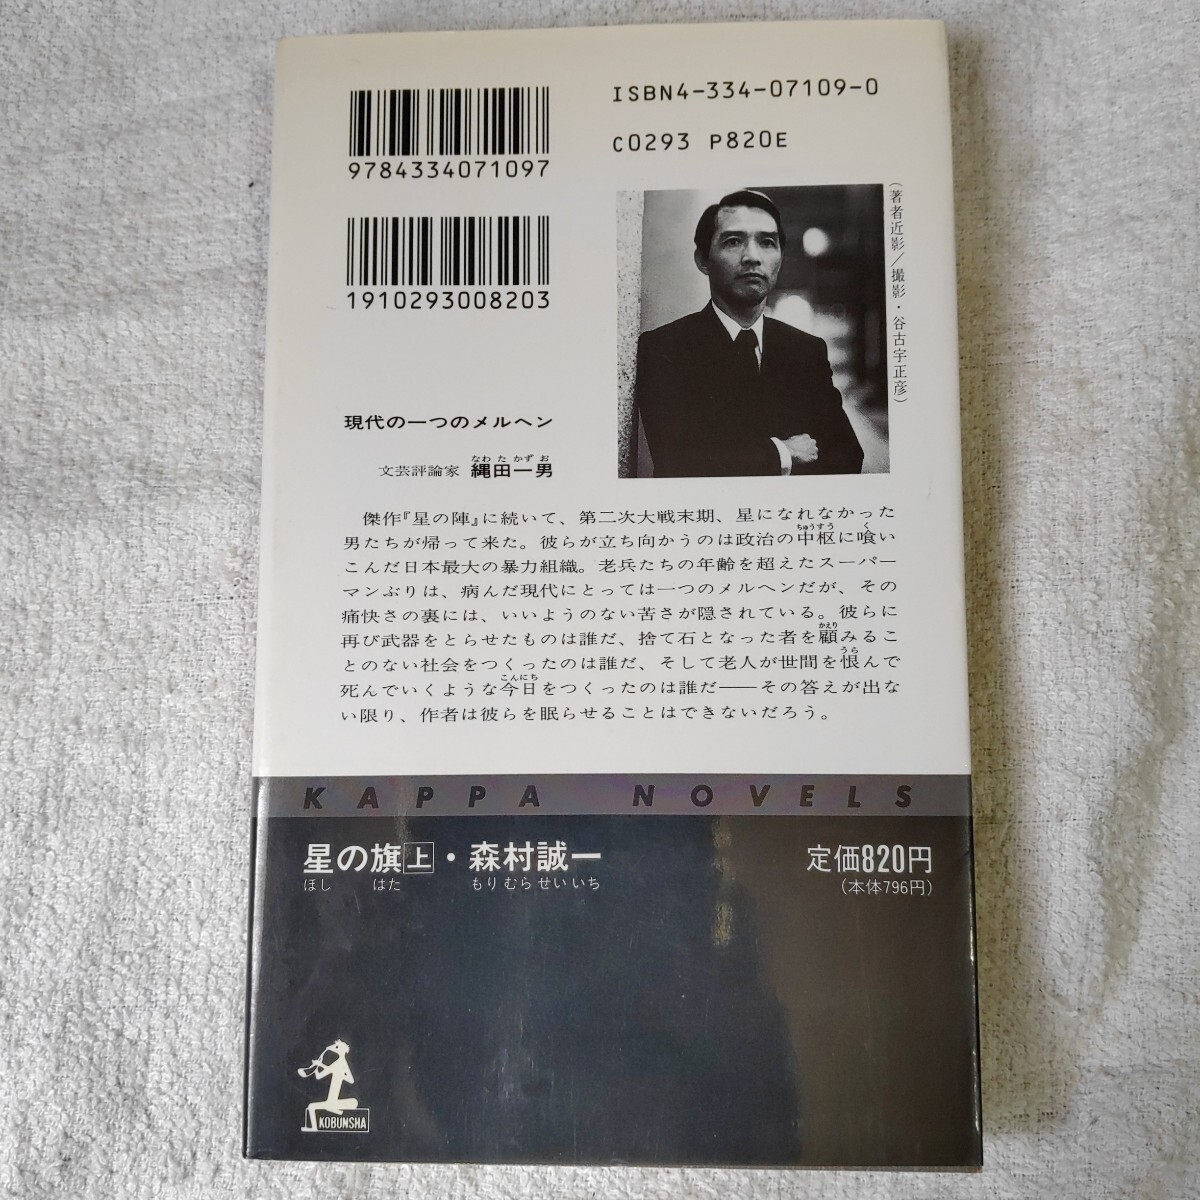 ISBN4-334-07109-0
C0293 P820E
9784334071097
1910293008203
(著者近影/撮影・谷古宇正彦)
現代の一つのメルヘン
なわ た かず お
文芸評論家 縄田一男
傑作『星の陣』に続いて、第二次大戦末期、星になれなかった
ちゅうすう く
男たちが帰って来た。彼らが立ち向かうのは政治の中枢に喰い
こんだ日本最大の暴力組織。老兵たちの年齢を超えたスーパー
マンぶりは、病んだ現代にとっては一つのメルヘンだが、その
痛快さの裏には、いいようのない苦さが隠されている。彼らに
かえり
再び武器をとらせたものは誰だ、捨て石となった者を顧みるこ
うら
とのない社会をつくったのは誰だ、そして老人が世間を恨んで
こんにち
死んでいくような今日をつくったのは誰だ――その答えが出な
い限り、作者は彼らを眠らせることはできないだろう。
KAPPA NOVELS
星の旗上・森村誠一
ほし はた もり むら せい いち
定価820円
(本体796円)
KOBUNSHA